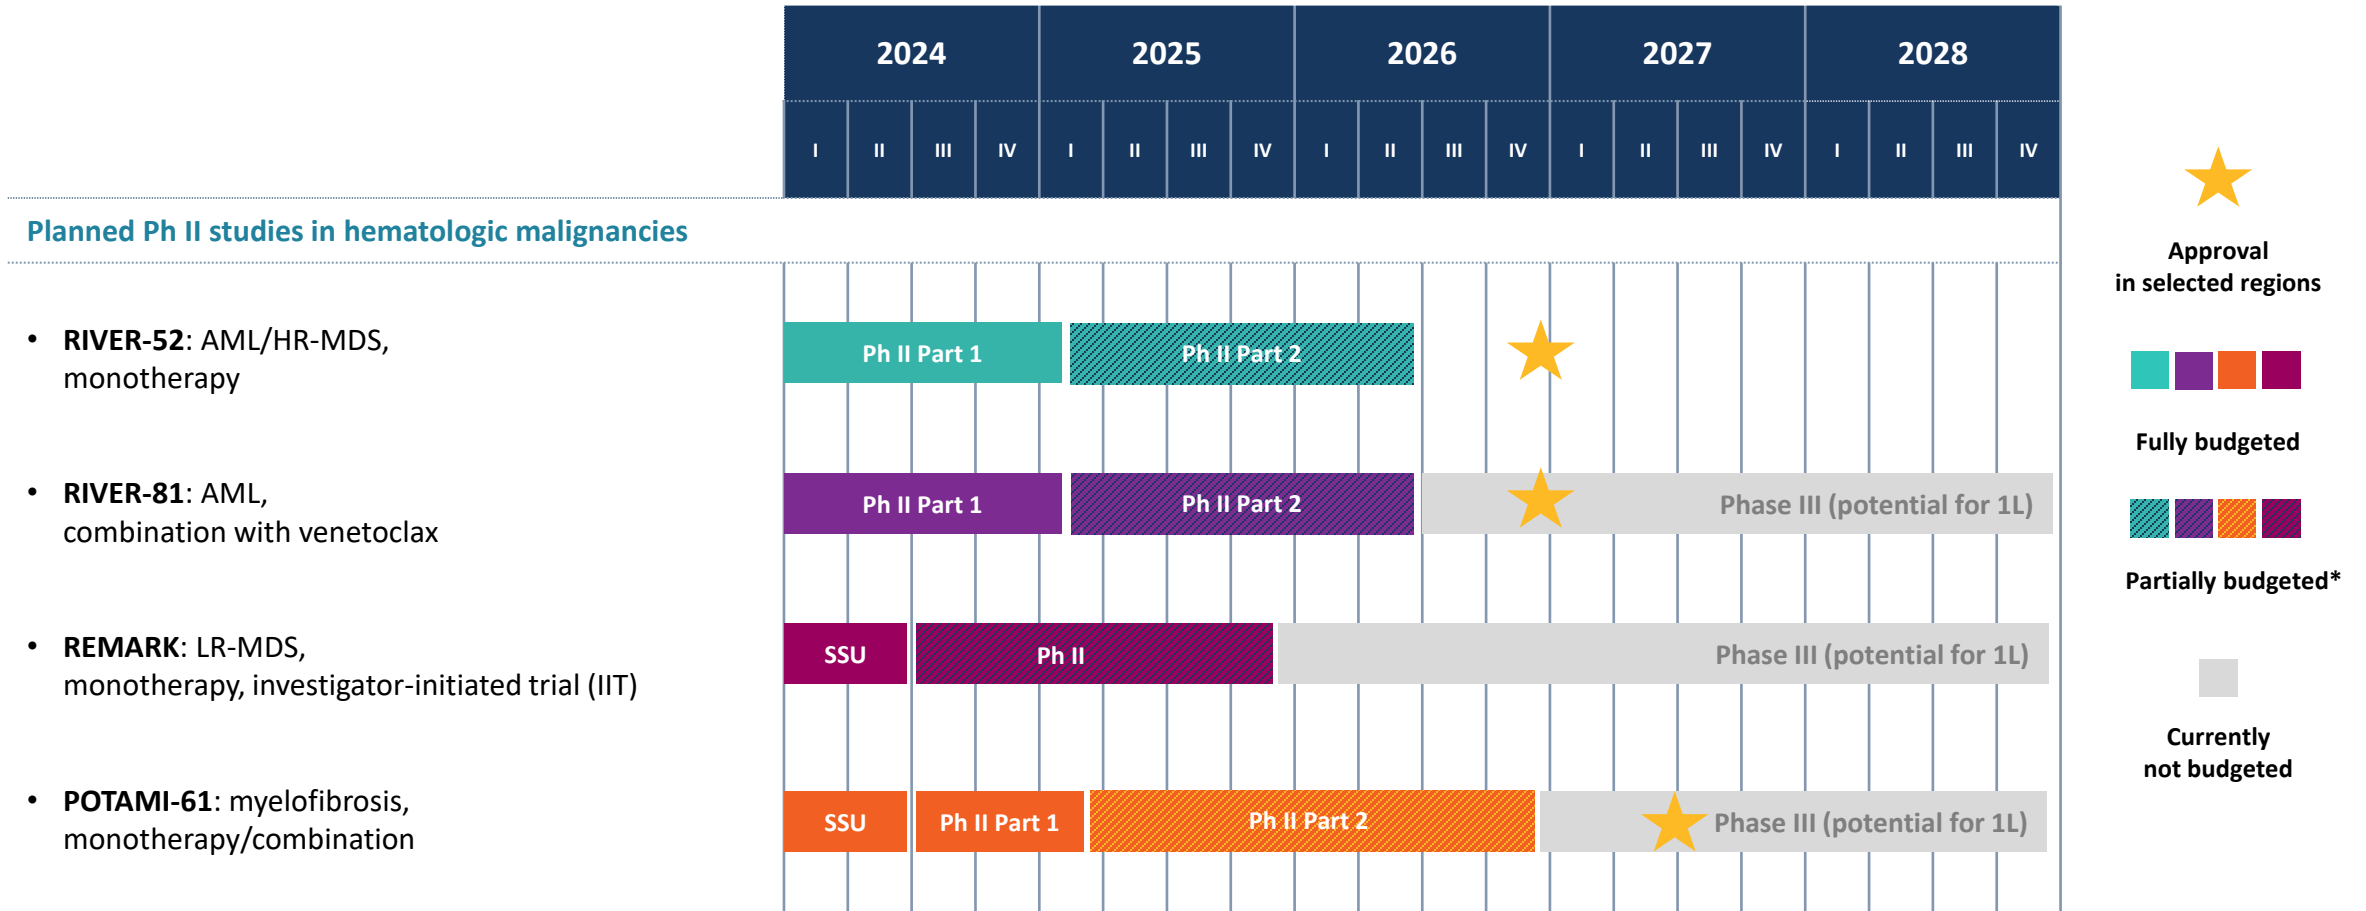 2024 2025 2026 2027 2028
I II III IV I II III IV I II III IV I II III IV I II III IV
Planned Ph II studies in hematologic malignancies
• RIVER-52: AML/HR-MDS,
monotherapy
Ph II Part 1 Ph II Part 2
• RIVER-81: AML,
combination with venetoclax
Ph II Part 1 Ph II Part 2 Phase III (potential for 1L)
• REMARK: LR-MDS,
monotherapy, investigator-initiated trial (IIT)
SSU Ph II Phase III (potential for 1L)
• POTAMI-61: myelofibrosis,
monotherapy/combination
SSU Ph II Part 1 Ph II Part 2 Phase III (potential for 1L)
Approval
in selected regions
Fully budgeted
Partially budgeted*
Currently
not budgeted